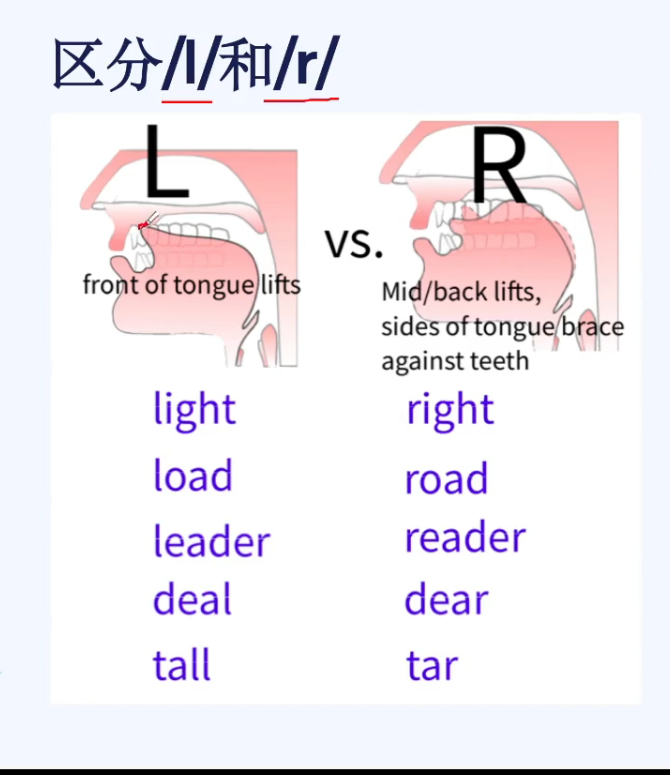 区分/l/和/r/
L
R
vs.
front of tongue lifts
Mid/back lifts,
sides of tongue brace
against teeth
light
right
load
road
leader
reader
deal
dear
tall
tar